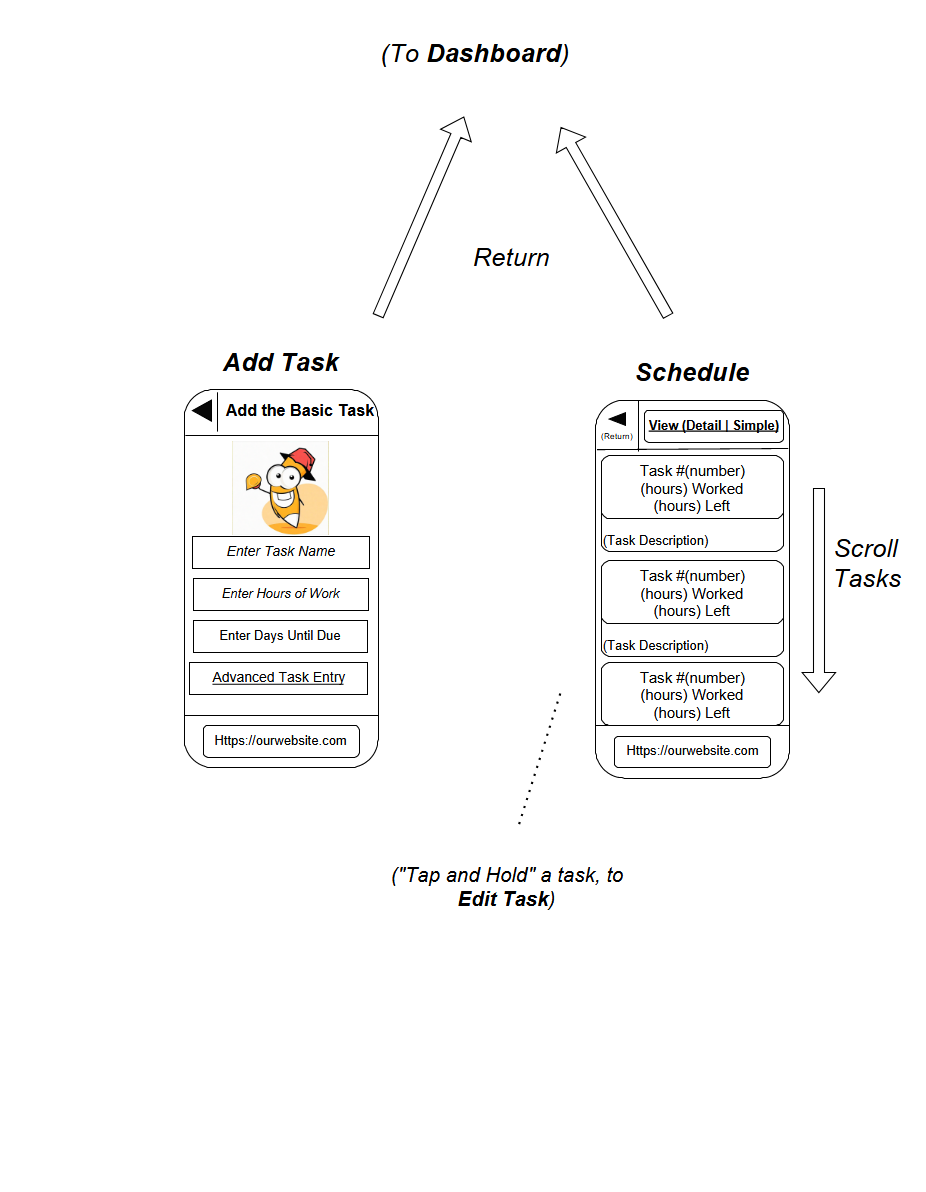 (To Dashboard)
Return
Add Task
Add the Basic Task
Enter Task Name
Enter Hours of Work
Enter Days Until Due
Advanced Task Entry
Https://ourwebsite.com
Schedule
(Return)
View (Detail | Simple)
Task #(number)
(hours) Worked
(hours) Left
(Task Description)
Task #(number)
(hours) Worked
(hours) Left
(Task Description)
Task #(number)
(hours) Worked
(hours) Left
Https://ourwebsite.com
Scroll
Tasks
("Tap and Hold" a task, to
Edit Task)